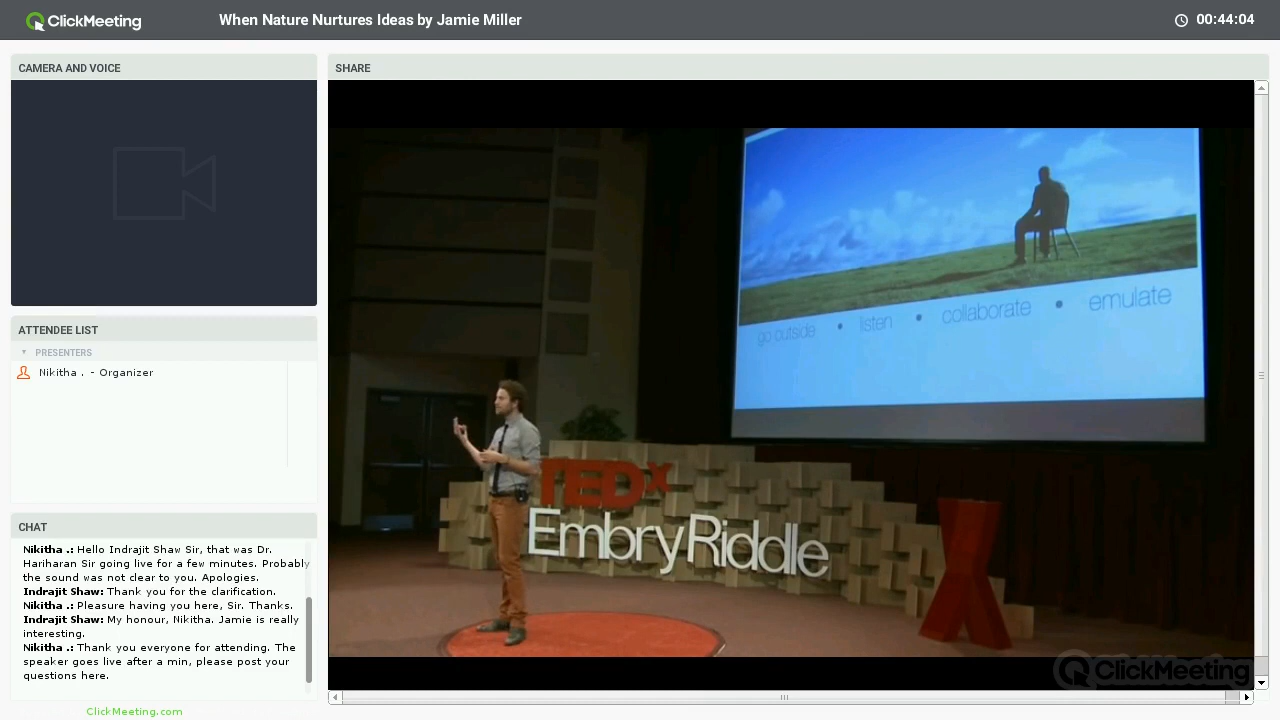 ClickMeeting
When Nature Nurtures Ideas by Jamie Miller
00:44:04
CAMERA AND VOICE
SHARE
go outside • listen • collaborate • emulate
TEDx
EmbryRiddle
X
ATTENDEE LIST
PRESENTERS
Nikitha . - Organizer
CHAT
Nikitha .: Hello Indrajit Shaw Sir, that was Dr.
Hariharan Sir going live for a few minutes. Probably
the sound was not clear to you. Apologies.
Indrajit Shaw: Thank you for the clarification.
Nikitha .: Pleasure having you here, Sir. Thanks.
Indrajit Shaw: My honour, Nikitha. Jamie is really
interesting.
Nikitha .: Thank you everyone for attending. The
speaker goes live after a min, please post your
questions here.
ClickMeeting
ClickMeeting.com